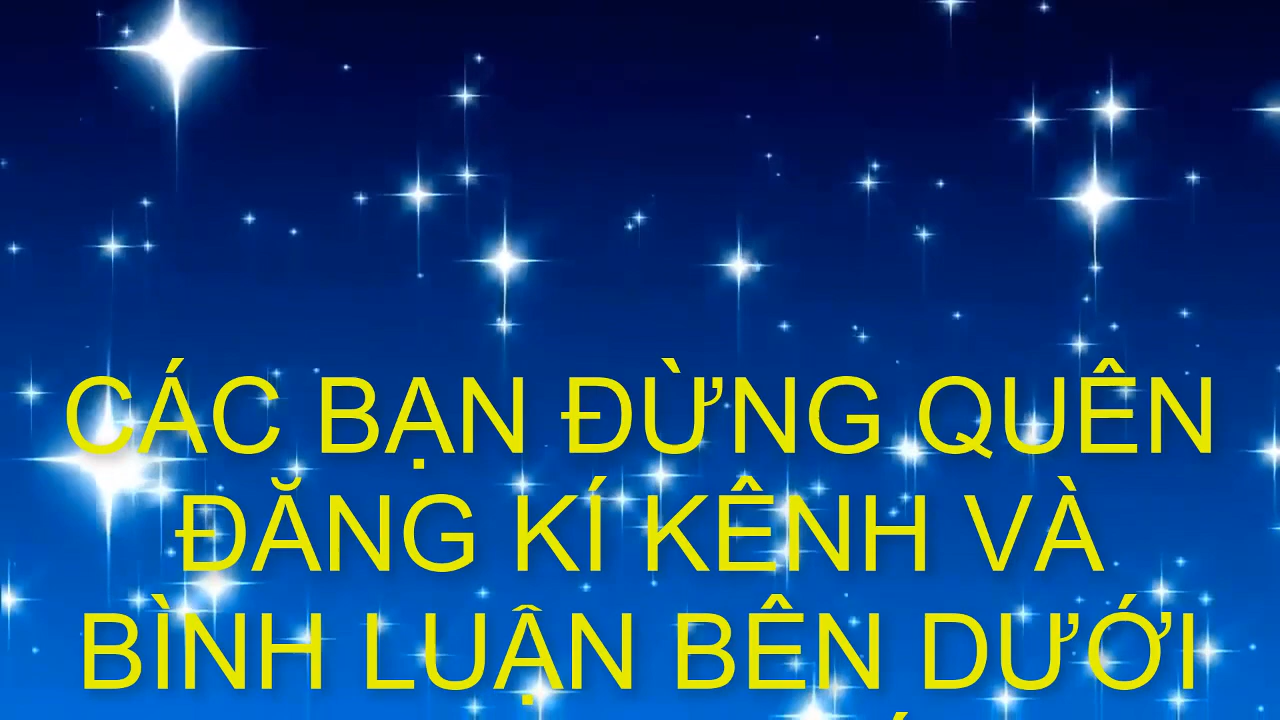 CÁC BẠN ĐỪNG QUÊN
ĐĂNG KÍ KÊNH VÀ
BÌNH LUẬN BÊN DƯỚI